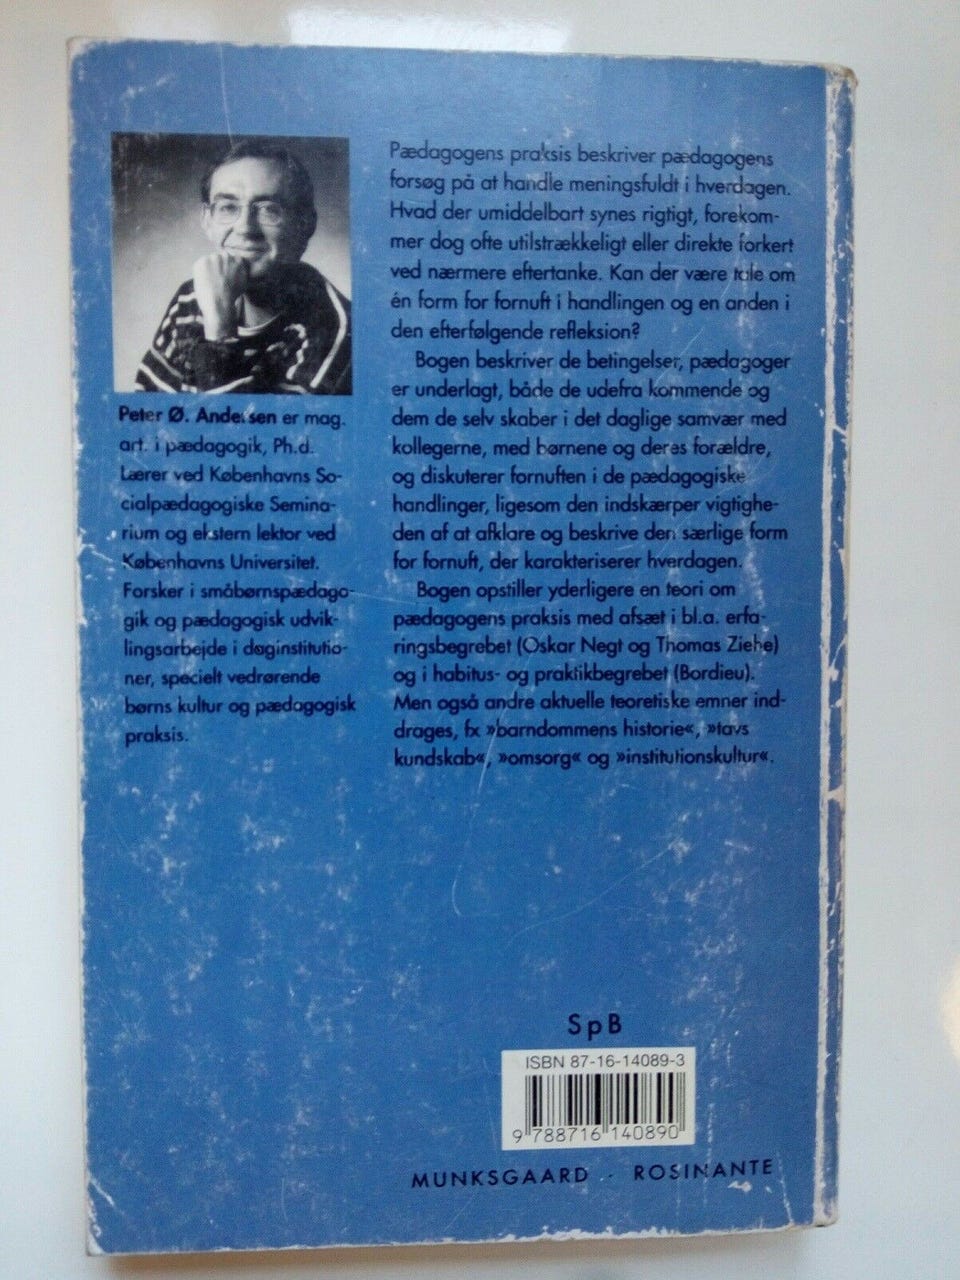 Peter Ø. Andersen er mag.
art. i pædagogik, Ph.d.
Lærer ved Københavns So-
cialpædagogiske Semina-
rium og ekstern lektor ved
Københavns Universitet.
Forsker i småbørnspædago-
gik og pædagogisk udvik-
lingsarbejde i døginstitutio-
ner, specielt vedrørende
børns kultur og pædagogisk
praksis.
Pædagogens praksis beskriver pædagogens
forsøg på at handle meningsfuldt i hverdagen.
Hvad der umiddelbart synes rigtigt, forekom-
mer dog ofte utilstrækkeligt eller direkte forkert
ved nærmere eftertanke. Kan der være tale om
én form for fornuft i handlingen og en anden i
den efterfølgende refleksion?
Bogen beskriver de betingelser, pædagoger
er underlagt, både de udefra kommende og
dem de selv skaber i det daglige samvær med
kollegerne, med børnene og deres forældre,
og diskuterer fornuften i de pædagogiske
handlinger, ligesom den indskærper vigtighe-
den af at afklare og beskrive den særlige form
for fornuft, der karakteriserer hverdagen.
Bogen opstiller yderligere en teori om
pædagogens praksis med afsæt i bl.a. erfa-
ringsbegrebet (Oskar Negt og Thomas Ziehe)
og i habitus- og praktikbegrebet (Bordieu).
Men også andre aktuelle teoretiske emner ind-
drages, fx »barndommens historie«, »tavs
kundskab«, »omsorg« og »institutionskultur«.
SpB
ISBN 87-16-14089-3
9 788716 140890
MUNKSGAARD · ROSINANTE